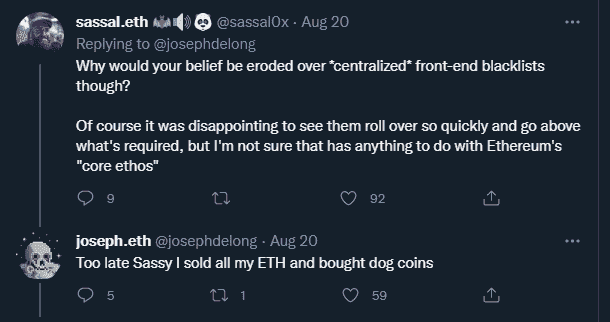 sassal.eth 🦇🔊🐼 @sassal0x · Aug 20
Replying to @josephdelong
Why would your belief be eroded over *centralized* front-end blacklists
though?
Of course it was disappointing to see them roll over so quickly and go above
what's required, but I'm not sure that has anything to do with Ethereum's
"core ethos"
9 92
joseph.eth @josephdelong · Aug 20
Too late Sassy I sold all my ETH and bought dog coins
5 1 59